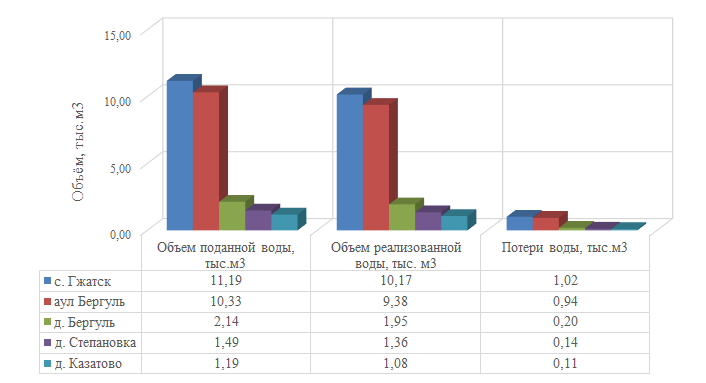 15,00
10,00
5,00
0,00
Объём, тыс.м3
Объем поданной воды,
тыс.м3
Объем реализованной
воды, тыс. м3
Потери воды, тыс.м3
с. Гжатск 11,19 10,17 1,02
аул Бергуль 10,33 9,38 0,94
д. Бергуль 2,14 1,95 0,20
д. Степановка 1,49 1,36 0,14
д. Казатово 1,19 1,08 0,11